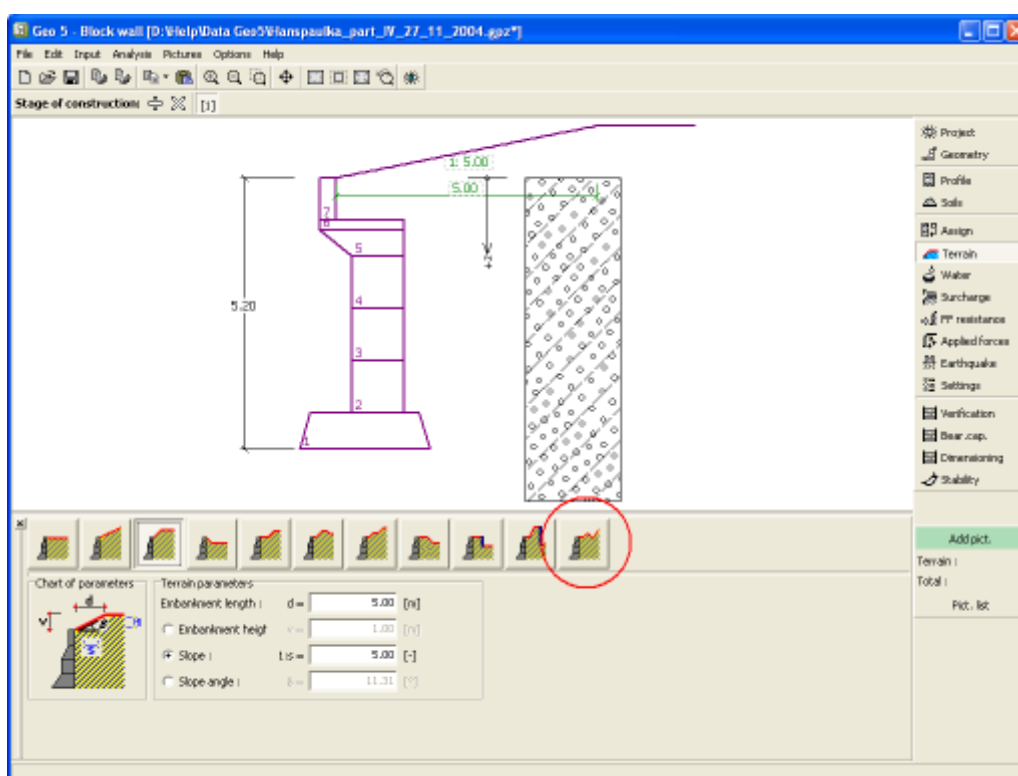 Geo 5 - Block wall [D:\Help\Data Geo5\Hanspaulka_part_IV_27_11_2004.gpz*]
File Edit Input Analysis Pictures Options Help
Stage of construction: [1]
1: 5.00
5.00
+z
5.20
7
6
5
4
3
2
1
Project
Geometry
Profile
Soils
Assign
Terrain
Water
Surcharge
FF resistance
Applied forces
Earthquake
Settings
Verification
Bear.cap.
Dimensioning
Stability
Add pict.
Terrain :
Total :
Pict. list
Chart of parameters
d
v
Terrain parameters
Embankment length : d = 5.00 [m]
Embankment heigt v = 1.00 [m]
Slope : 1:s = 5.00 [-]
Slope angle : 11.31 [°]